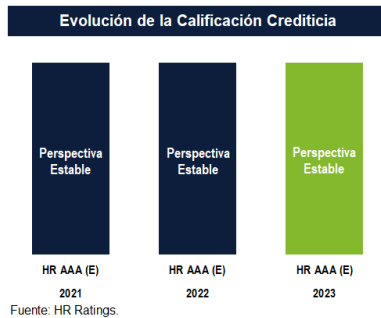 Evolución de la Calificación Crediticia
Perspectiva Estable
Perspectiva Estable
Perspectiva Estable
HR AAA (E) HR AAA (E) HR AAA (E)
2021 2022 2023
Fuente: HR Ratings.